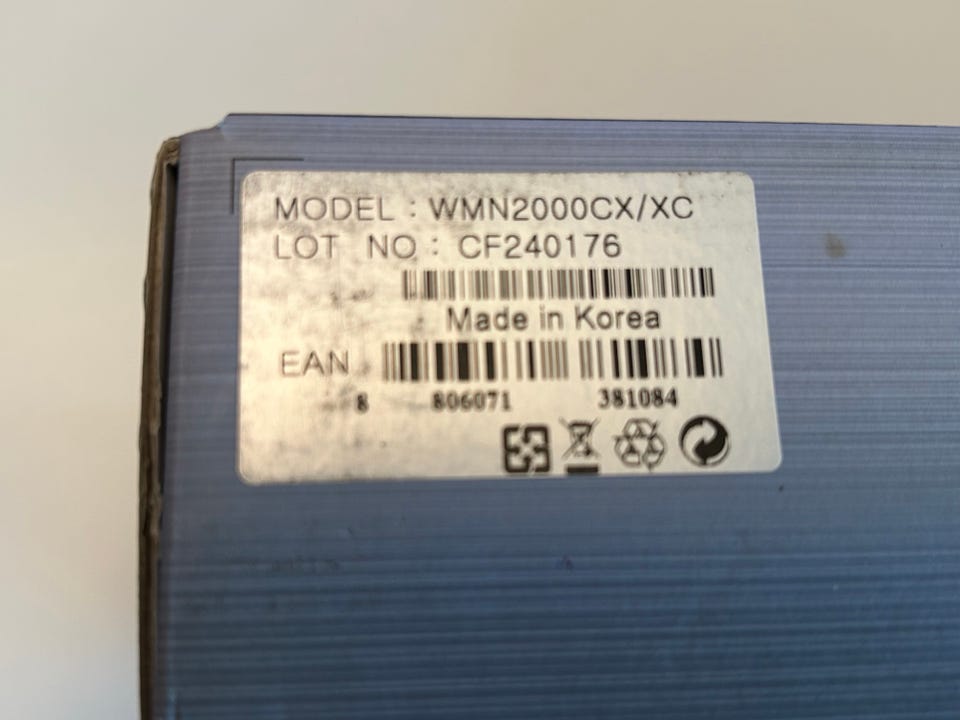 MODEL : WMN2000CX/XC
LOT NO : CF240176
Made in Korea
EAN
8 806071 381084